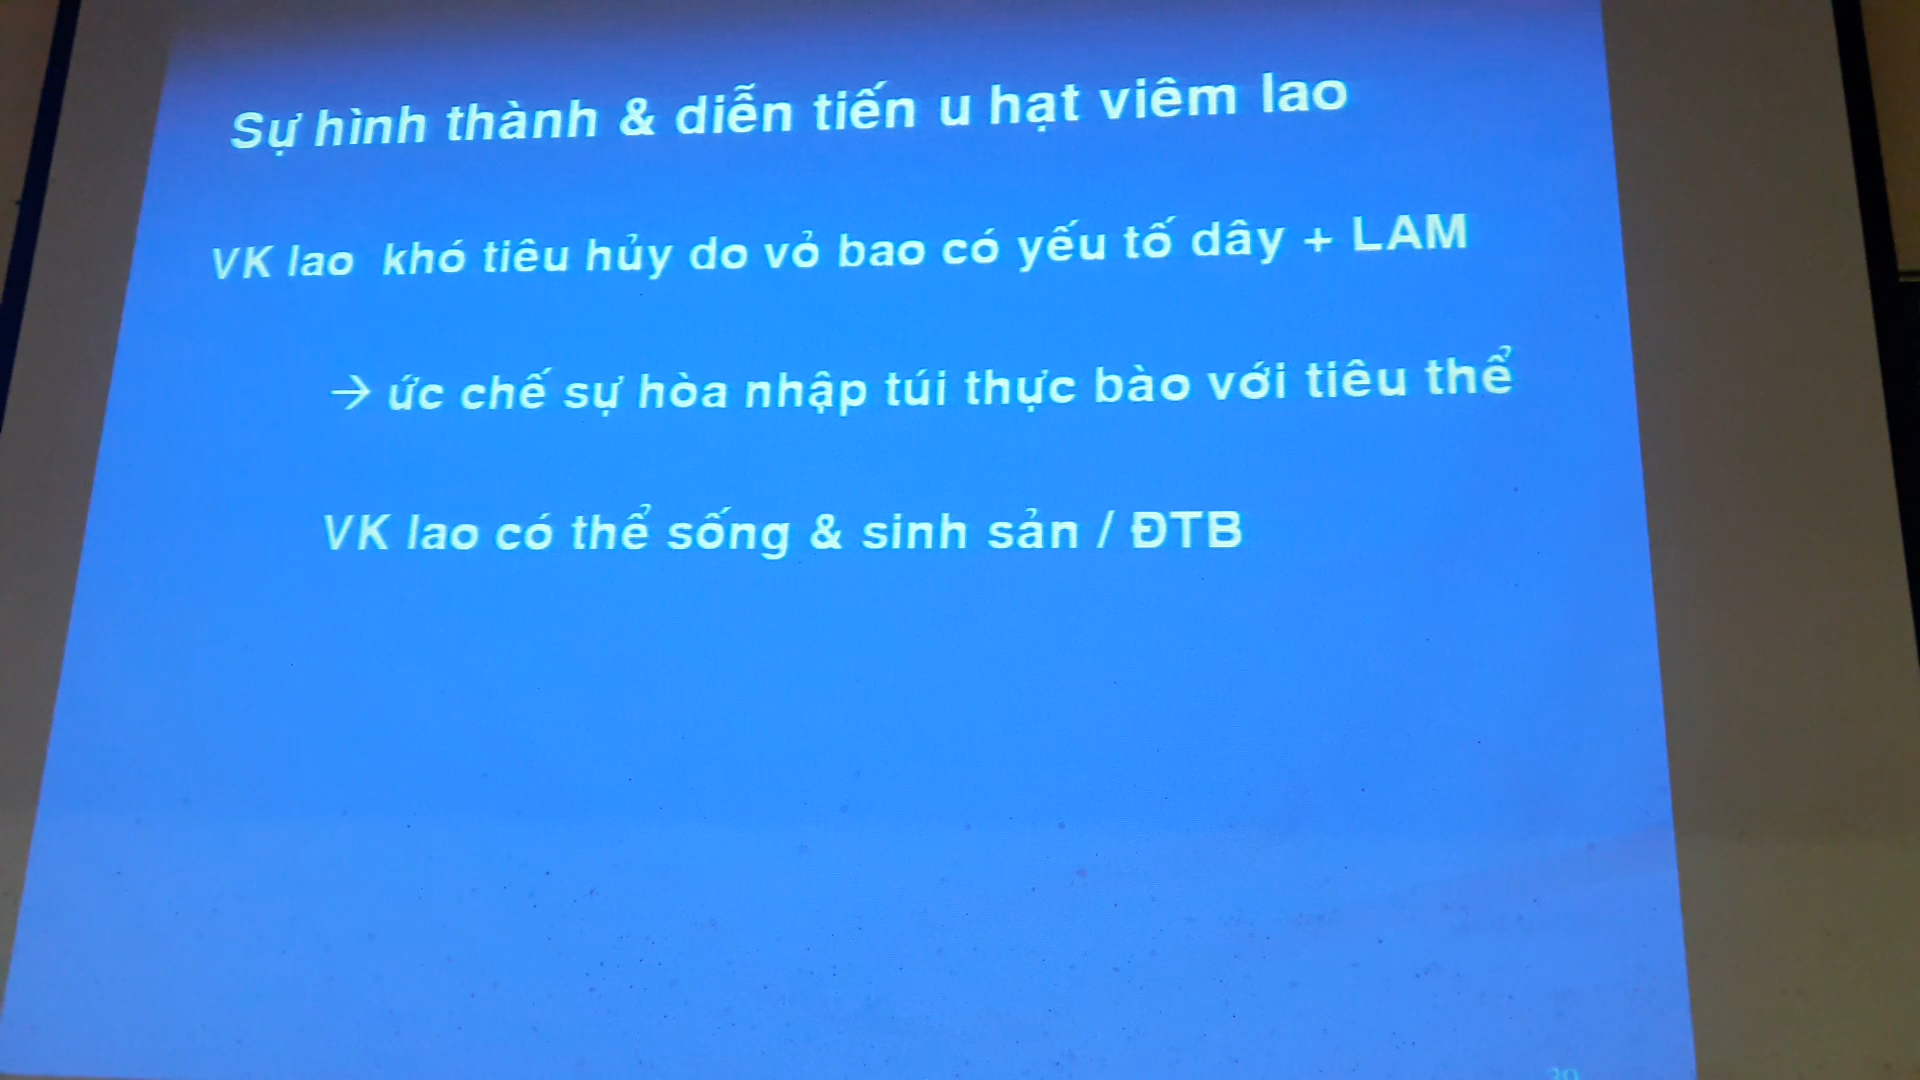 Sự hình thành & diễn tiến u hạt viêm lao
VK lao khó tiêu hủy do vỏ bao có yếu tố dây + LAM
→ ức chế sự hòa nhập túi thực bào với tiêu thể
VK lao có thể sống & sinh sản / ĐTB